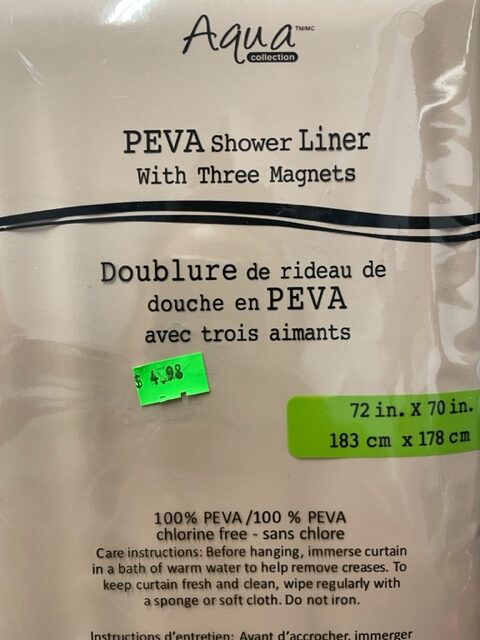 Aqua TM/MC
collection
PEVA Shower Liner
With Three Magnets
Doublure de rideau de
douche en PEVA
avec trois aimants
$ 4.98
72 in. X 70 in.
183 cm x 178 cm
100% PEVA /100 % PEVA
chlorine free - sans chlore
Care instructions: Before hanging, immerse curtain
in a bath of warm water to help remove creases. To
keep curtain fresh and clean, wipe regularly with
a sponge or soft cloth. Do not iron.
Instructions d'entretien: Avant d'accrocher, immerger